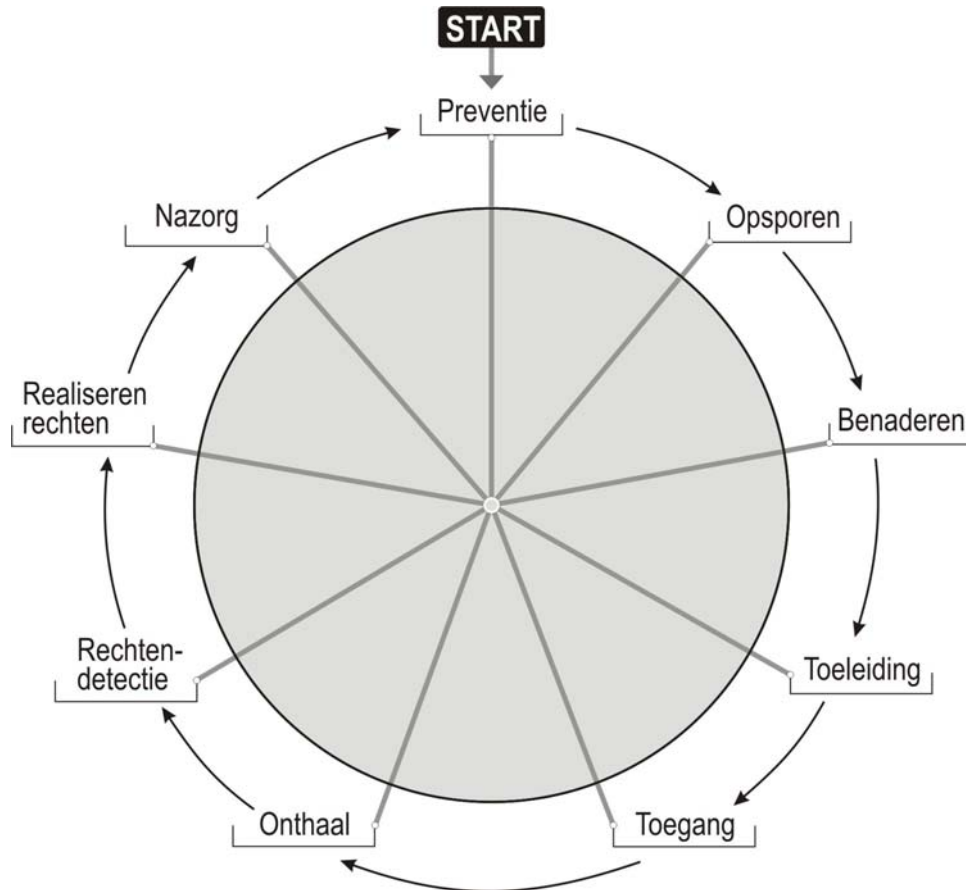 START
Preventie
Opsporen
Benaderen
Toeleiding
Toegang
Onthaal
Rechten-
detectie
Realiseren
rechten
Nazorg